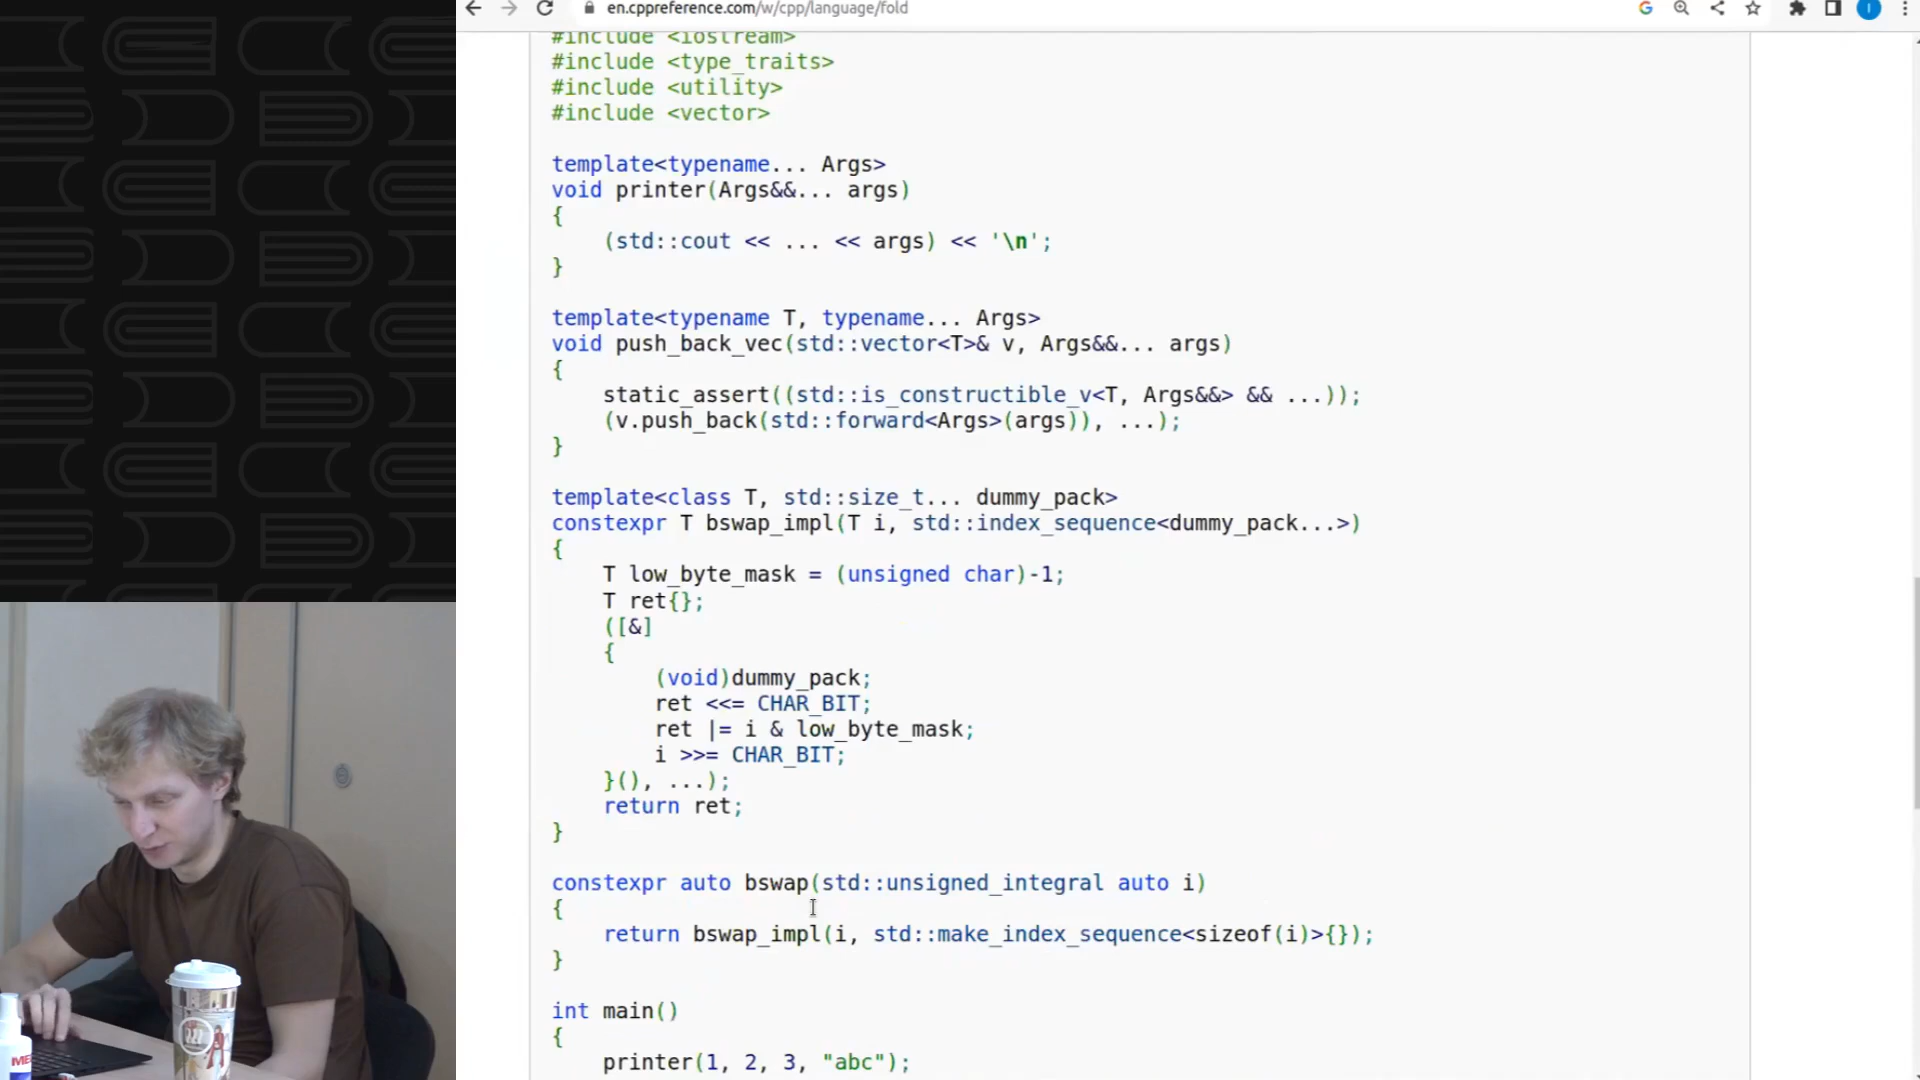 en.cppreference.com/w/cpp/language/fold
#include <iostream>
#include <type_traits>
#include <utility>
#include <vector>
template<typename... Args>
void printer(Args&&... args)
{
    (std::cout << ... << args) << '\n';
}
template<typename T, typename... Args>
void push_back_vec(std::vector<T>& v, Args&&... args)
{
    static_assert((std::is_constructible_v<T, Args&&> && ...));
    (v.push_back(std::forward<Args>(args)), ...);
}
template<class T, std::size_t... dummy_pack>
constexpr T bswap_impl(T i, std::index_sequence<dummy_pack...>)
{
    T low_byte_mask = (unsigned char)-1;
    T ret{};
    ([&]
    {
        (void)dummy_pack;
        ret <<= CHAR_BIT;
        ret |= i & low_byte_mask;
        i >>= CHAR_BIT;
    }(), ...);
    return ret;
}
constexpr auto bswap(std::unsigned_integral auto i)
{
    return bswap_impl(i, std::make_index_sequence<sizeof(i)>{});
}
int main()
{
    printer(1, 2, 3, "abc");